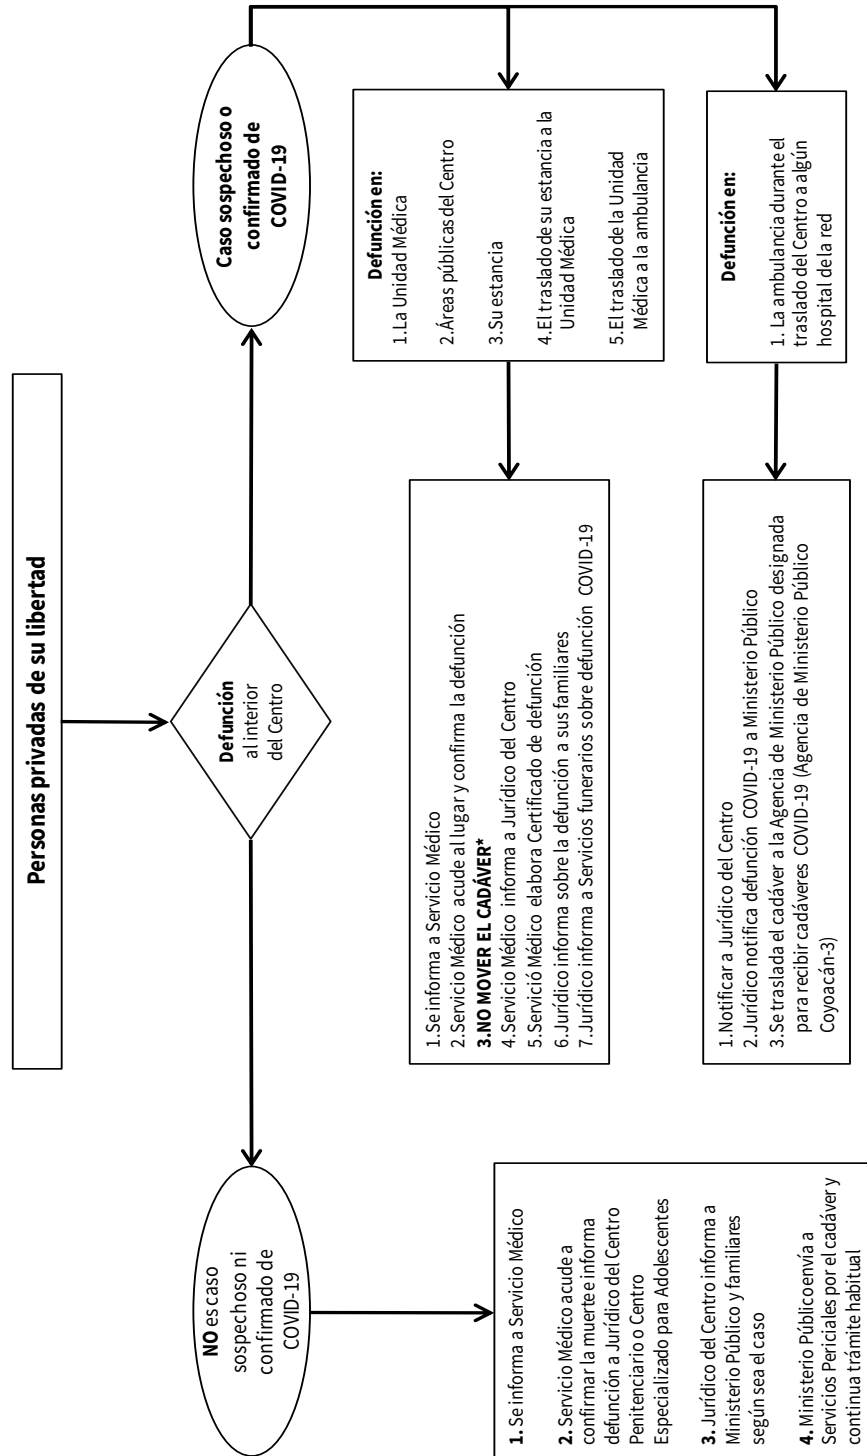 Personas privadas de su libertad
Defunción
al interior
del Centro
NO es caso
sospechoso ni
confirmado de
COVID-19
1. Se informa a Servicio Médico
2. Servicio Médico acude a
confirmar la muerte e informa
defunción a Jurídico del Centro
Penitenciario o Centro
Especializado para Adolescentes
3. Jurídico del Centro informa a
Ministerio Público y familiares
según sea el caso
4. Ministerio Público envía a
Servicios Periciales por el cadáver y
continua trámite habitual
Caso sospechoso o
confirmado de
COVID-19
Defunción en:
1.La Unidad Médica
2.Áreas públicas del Centro
3.Su estancia
4.El traslado de su estancia a la
Unidad Médica
5.El traslado de la Unidad
Médica a la ambulancia
1.Se informa a Servicio Médico
2.Servicio Médico acude al lugar y confirma la defunción
3.NO MOVER EL CADÁVER*
4.Servicio Médico informa a Jurídico del Centro
5.Servició Médico elabora Certificado de defunción
6.Jurídico informa sobre la defunción a sus familiares
7.Jurídico informa a Servicios funerarios sobre defunción COVID-19
Defunción en:
1. La ambulancia durante el
traslado del Centro a algún
hospital de la red
1.Notificar a Jurídico del Centro
2.Jurídico notifica defunción COVID-19 a Ministerio Público
3.Se traslada el cadáver a la Agencia de Ministerio Público designada
para recibir cadáveres COVID-19 (Agencia de Ministerio Público
Coyoacán-3)